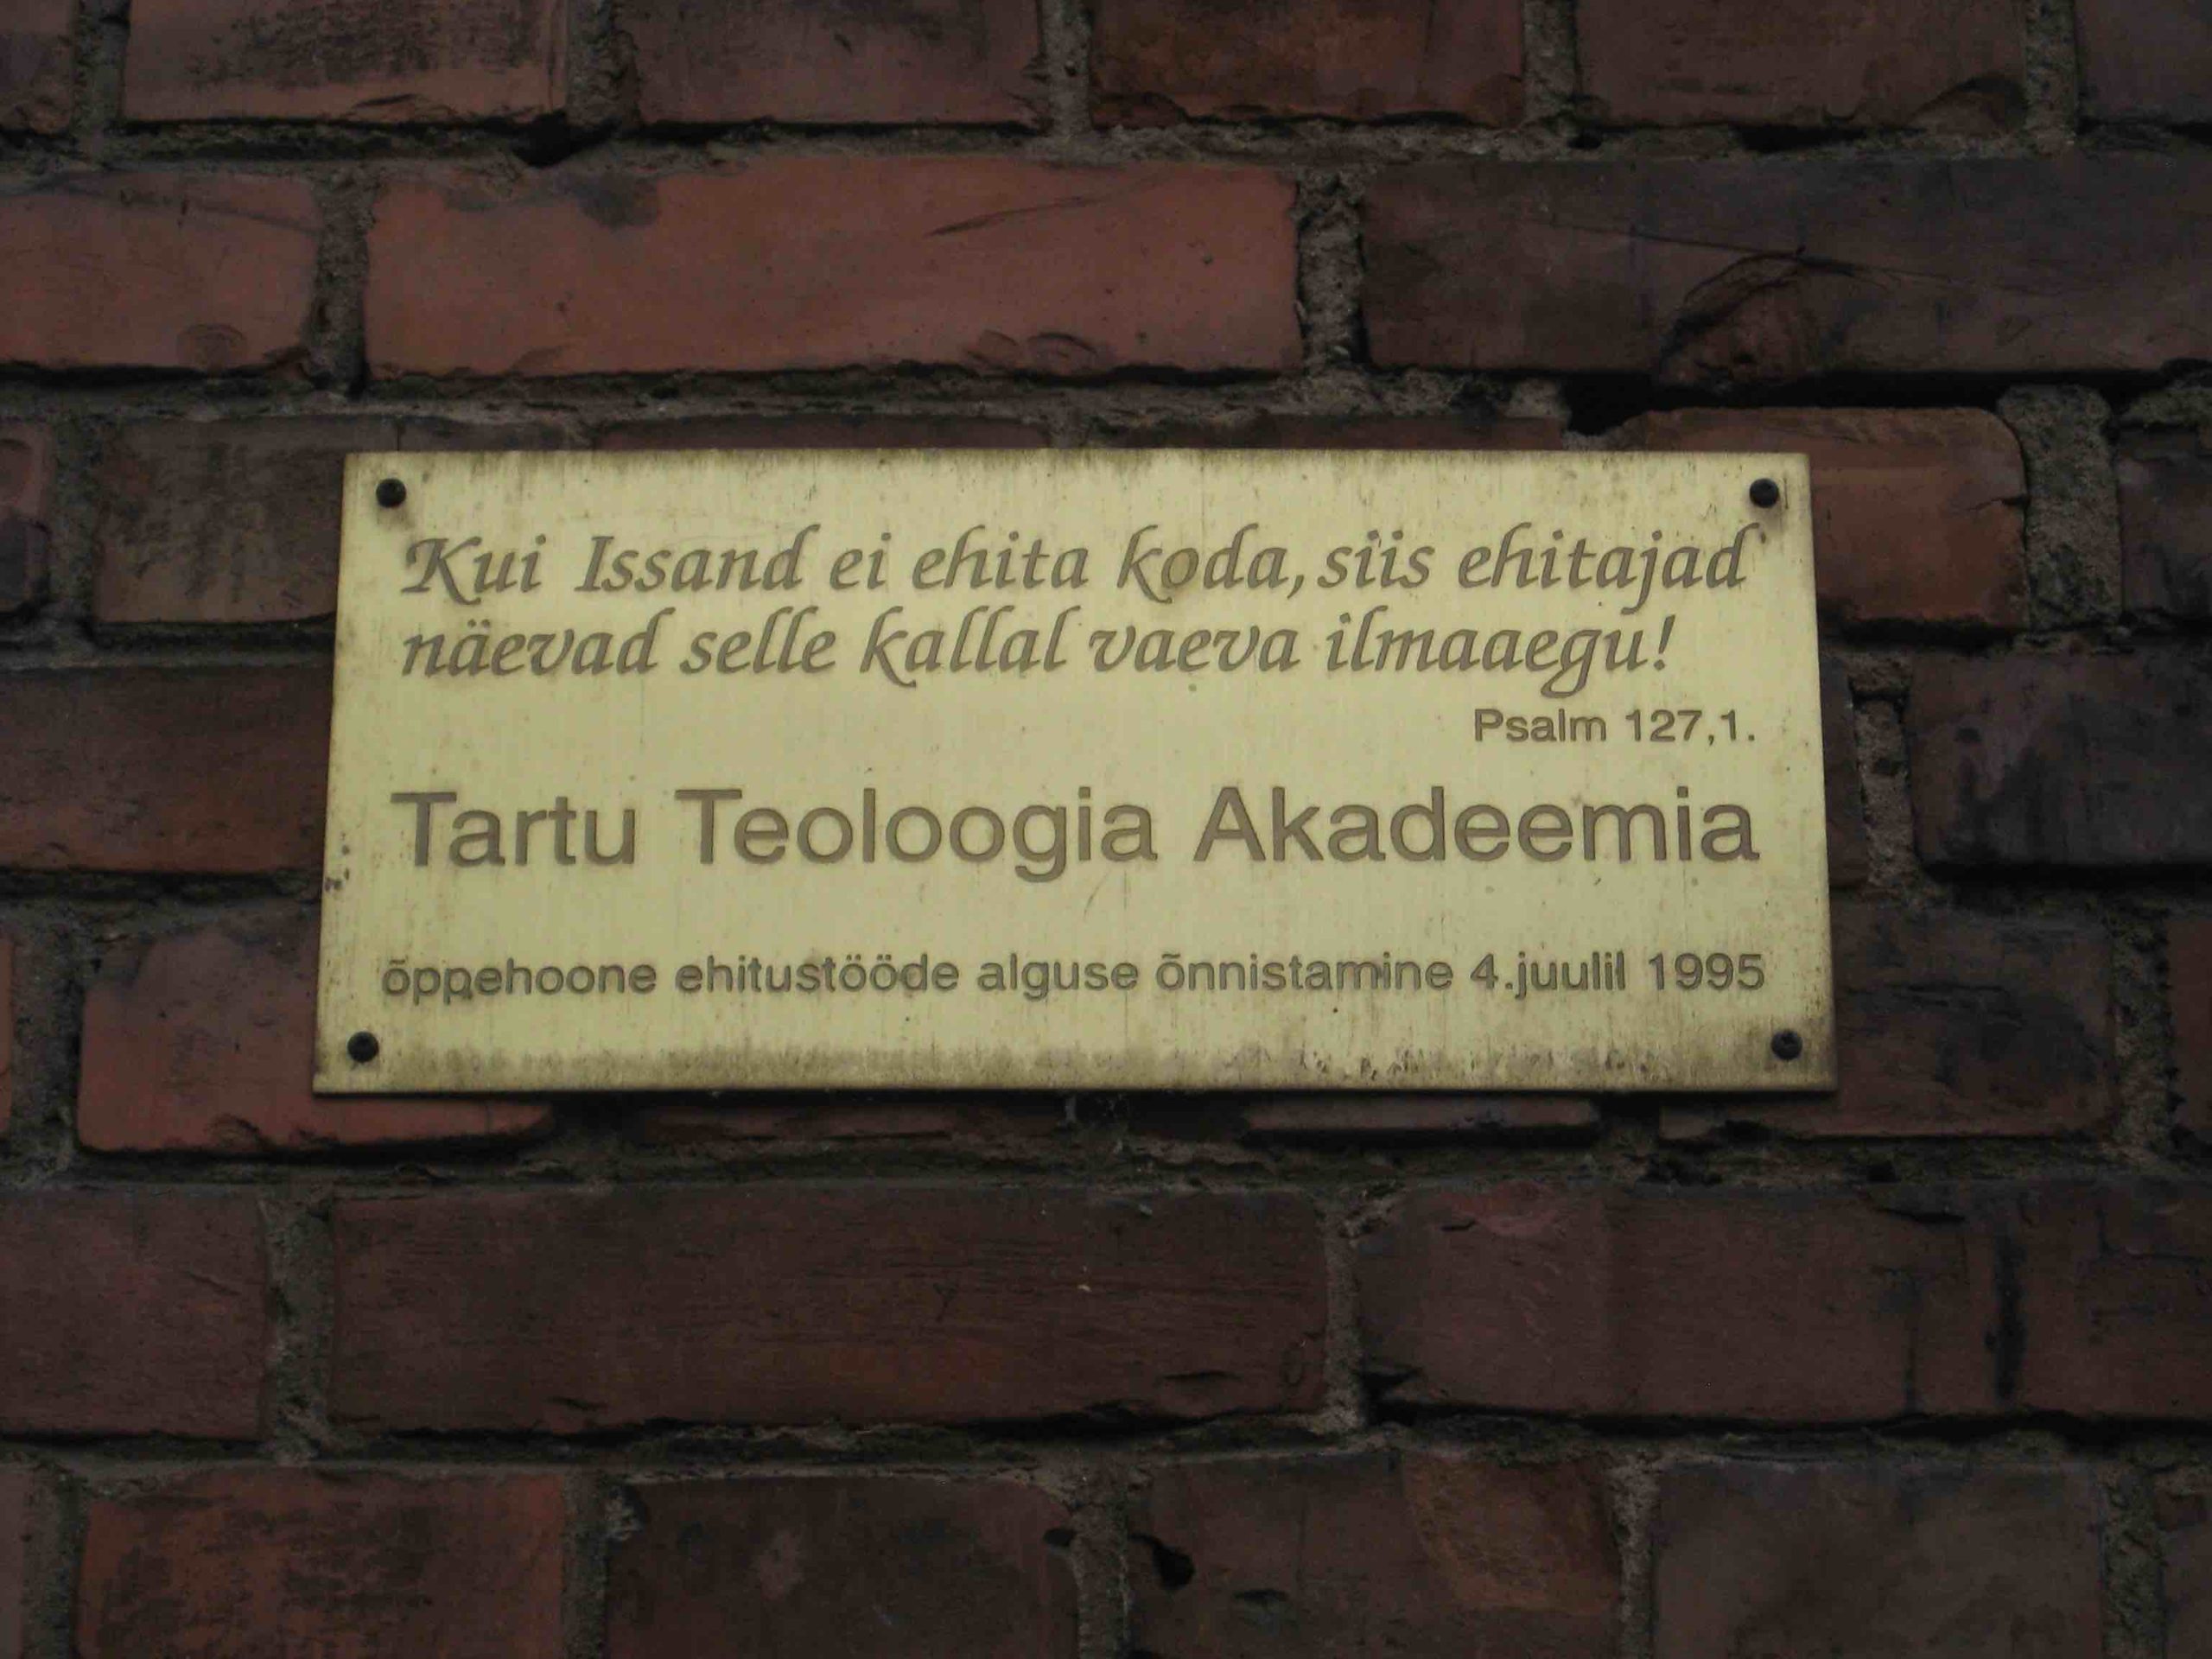 Kui Issand ei ehita koda, siis ehitajad
näevad selle kallal vaeva ilmaaegu!
Psalm 127,1.
Tartu Teoloogia Akadeemia
õppehoone ehitustööde alguse õnnistamine 4.juulil 1995